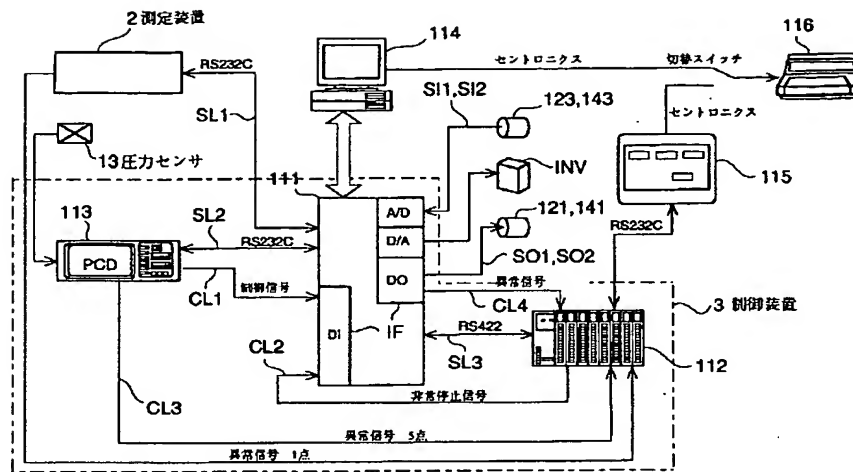 2 測定装置
114
116
RS232C
セントロニクス
切替スイッチ
SI1,SI2
123,143
セントロニクス
SL1
13圧力センサ
INV
115
111
A/D
113
SL2
D/A
121,141
RS232C
RS232C
PCD
DO
SO1,SO2
CL1
制御信号
異常信号
CL4
3 制御装置
DI
IF
RS422
CL2
SL3
112
CL3
非常停止信号
異常信号 5点
異常信号 1点